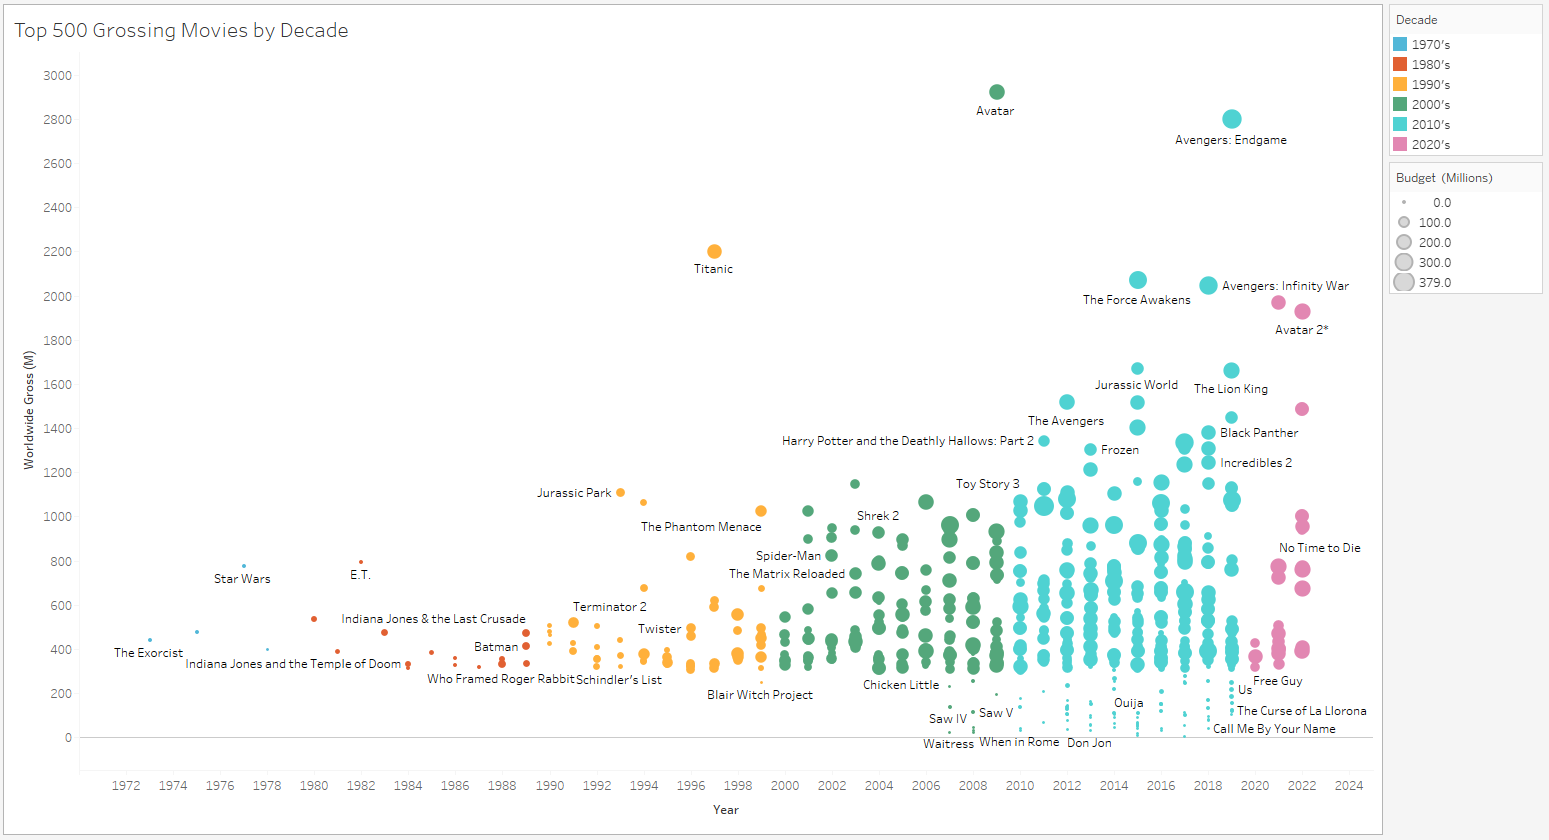 Top 500 Grossing Movies by Decade
Decade
1970's
1980's
1990's
2000's
2010's
2020's
Budget (Millions)
0.0
100.0
200.0
300.0
379.0
Worldwide Gross (M)
3000
2800
2600
2400
2200
2000
1800
1600
1400
1200
1000
800
600
400
200
0
Avatar
Avengers: Endgame
Titanic
The Force Awakens
Avengers: Infinity War
Avatar 2*
Jurassic World
The Lion King
The Avengers
Harry Potter and the Deathly Hallows: Part 2
Frozen
Black Panther
Incredibles 2
Jurassic Park
Toy Story 3
The Phantom Menace
Shrek 2
No Time to Die
Star Wars
E.T.
Spider-Man
The Matrix Reloaded
Indiana Jones & the Last Crusade
Terminator 2
Twister
The Exorcist
Batman
Indiana Jones and the Temple of Doom
Who Framed Roger Rabbit
Schindler's List
Blair Witch Project
Chicken Little
Free Guy
Us
Ouija
Saw IV
Saw V
The Curse of La Llorona
Call Me By Your Name
Waitress
When in Rome
Don Jon
1972
1974
1976
1978
1980
1982
1984
1986
1988
1990
1992
1994
1996
1998
2000
2002
2004
2006
2008
2010
2012
2014
2016
2018
2020
2022
2024
Year